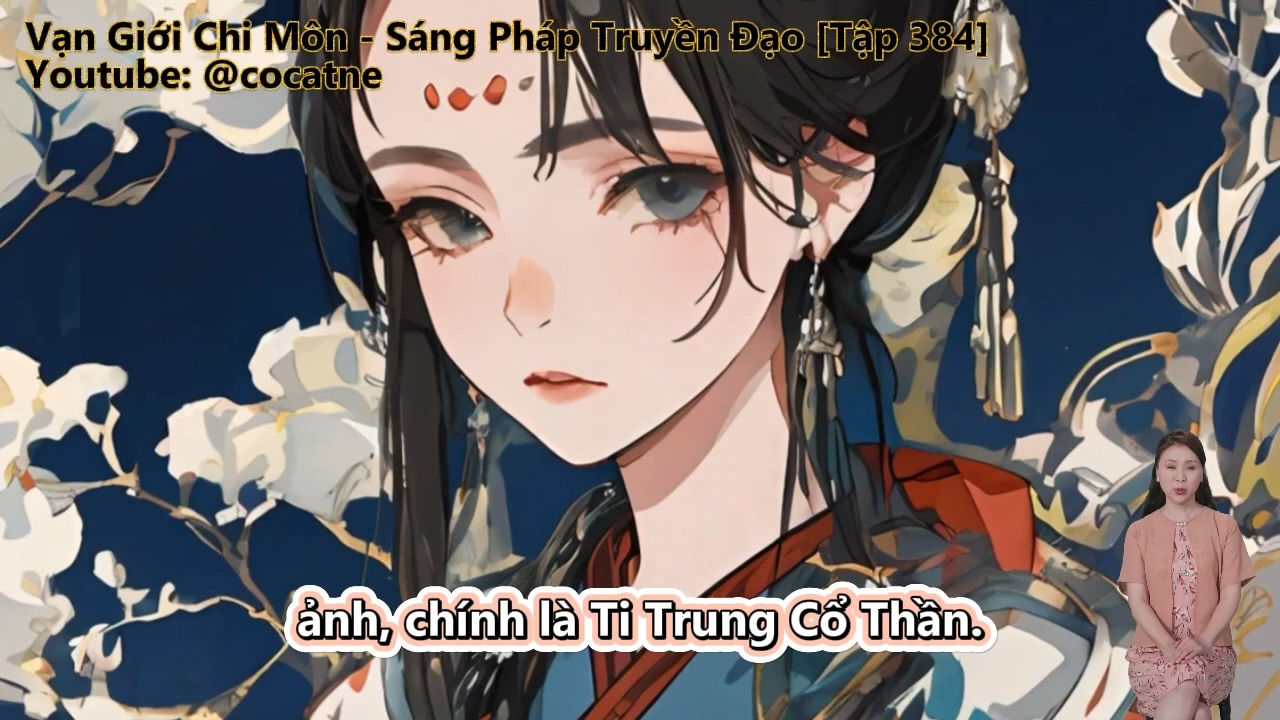 Vạn Giới Chi Môn - Sáng Pháp Truyền Đạo [Tập 384]
Youtube: @cocatne
ảnh, chính là Ti Trung Cổ Thần.